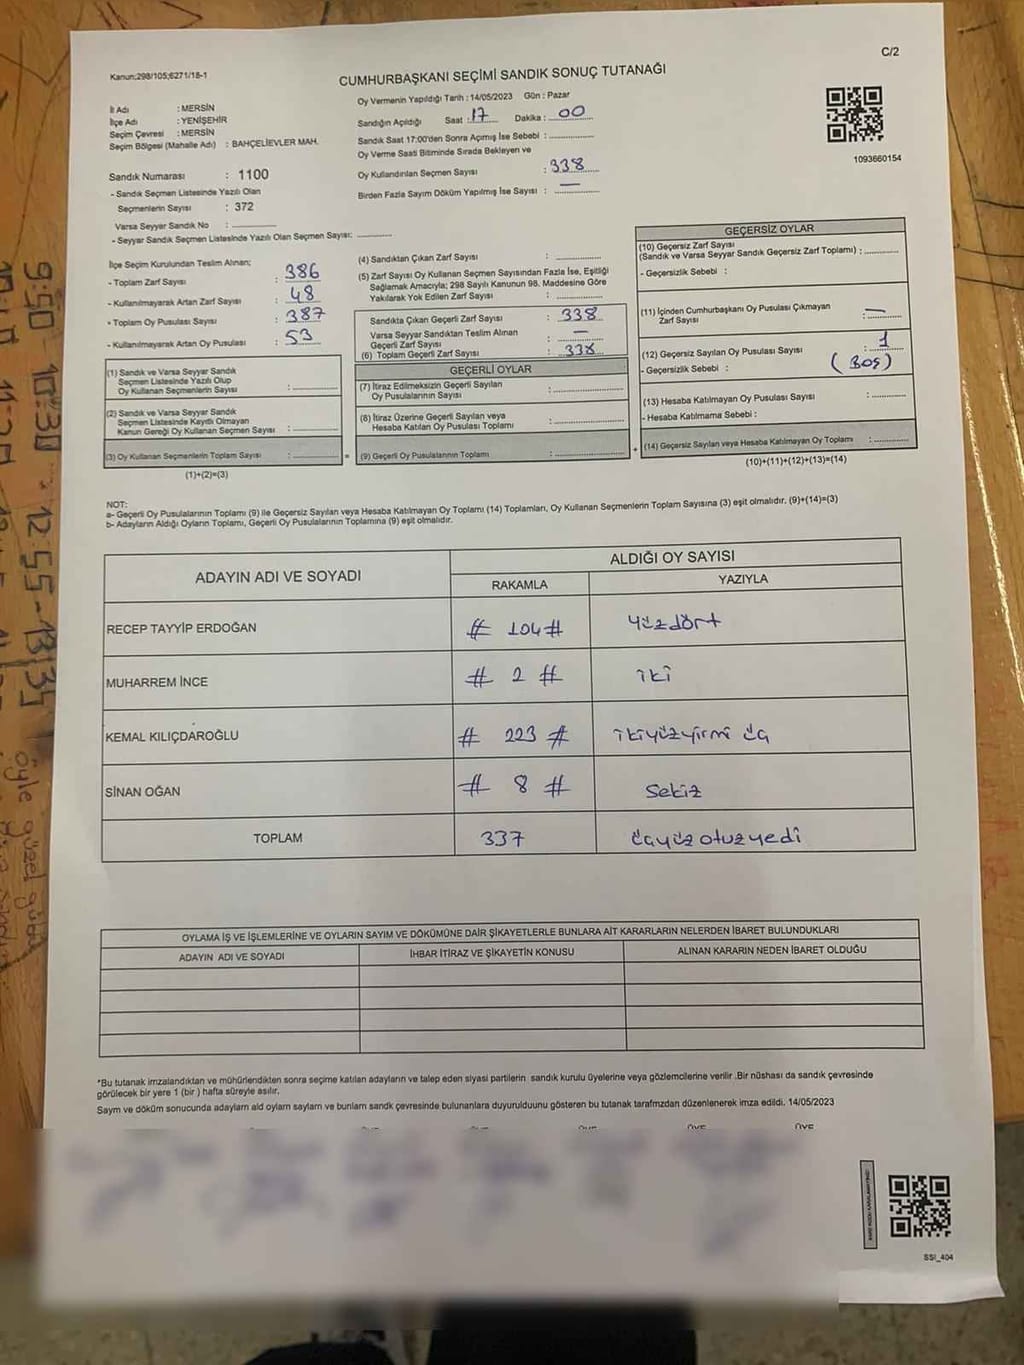 C/2
Kanun;298/105;6271/18-1
CUMHURBAŞKANI SEÇİMİ SANDIK SONUÇ TUTANAĞI
İl Adı : MERSİN
İlçe Adı : YENİŞEHİR
Seçim Çevresi : MERSİN
Seçim Bölgesi (Mahalle Adı) : BAHÇELİEVLER MAH.
Sandık Numarası : 1100
- Sandık Seçmen Listesinde Yazılı Olan
Seçmenlerin Sayısı : 372
Varsa Seyyar Sandık No : ..............
- Seyyar Sandık Seçmen Listesinde Yazılı Olan Seçmen Sayısı: ............
Oy Vermenin Yapıldığı Tarih : 14/05/2023 Gün : Pazar
Sandığın Açıldığı Saat : 17 Dakika : 00
Sandık Saat 17:00'den Sonra Açımış İse Sebebi : ..............
Oy Verme Saati Bitiminde Sırada Bekleyen ve
Oy Kullandırılan Seçmen Sayısı : 338
Birden Fazla Sayım Döküm Yapılmış İse Sayısı : —
1093660154
İlçe Seçim Kurulundan Teslim Alınan;
- Toplam Zarf Sayısı : 386
- Kullanılmayarak Artan Zarf Sayısı : 48
- Toplam Oy Pusulası Sayısı : 387
- Kullanılmayarak Artan Oy Pusulası : 53
(1) Sandık ve Varsa Seyyar Sandık
Seçmen Listesinde Yazılı Olup
Oy Kullanan Seçmenlerin Sayısı : ..............
(2) Sandık ve Varsa Seyyar Sandık
Seçmen Listesinde Kayıtlı Olmayan
Kanun Gereği Oy Kullanan Seçmen Sayısı : ..............
(3) Oy Kullanan Seçmenlerin Toplam Sayısı : ..............
(1)+(2)=(3)
(4) Sandıktan Çıkan Zarf Sayısı : ..............
(5) Zarf Sayısı Oy Kullanan Seçmen Sayısından Fazla İse, Eşitliği
Sağlamak Amacıyla; 298 Sayılı Kanunun 98. Maddesine Göre
Yakılarak Yok Edilen Zarf Sayısı : ..............
Sandıkta Çıkan Geçerli Zarf Sayısı : 338
Varsa Seyyar Sandıktan Teslim Alınan
Geçerli Zarf Sayısı : —
(6) Toplam Geçerli Zarf Sayısı : 338
GEÇERLİ OYLAR
(7) İtiraz Edilmeksizin Geçerli Sayılan
Oy Pusulalarının Sayısı : ..............
(8) İtiraz Üzerine Geçerli Sayılan veya
Hesaba Katılan Oy Pusulası Toplamı : ..............
(9) Geçerli Oy Pusulalarının Toplamı : ..............
GEÇERSİZ OYLAR
(10) Geçersiz Zarf Sayısı
(Sandık ve Varsa Seyyar Sandık Geçersiz Zarf Toplamı) : ............
- Geçersizlik Sebebi :
(11) İçinden Cumhurbaşkanı Oy Pusulası Çıkmayan
Zarf Sayısı : —
(12) Geçersiz Sayılan Oy Pusulası Sayısı : 1
- Geçersizlik Sebebi : (Boş)
(13) Hesaba Katılmayan Oy Pusulası Sayısı : ............
- Hesaba Katılmama Sebebi :
(14) Geçersiz Sayılan veya Hesaba Katılmayan Oy Toplamı : ............
(10)+(11)+(12)+(13)=(14)
NOT:
a- Geçerli Oy Pusulalarının Toplamı (9) ile Geçersiz Sayılan veya Hesaba Katılmayan Oy Toplamı (14) Toplamları, Oy Kullanan Seçmenlerin Toplam Sayısına (3) eşit olmalıdır. (9)+(14)=(3)
b- Adayların Aldığı Oyların Toplamı, Geçerli Oy Pusulalarının Toplamına (9) eşit olmalıdır.
ADAYIN ADI VE SOYADI ALDIĞI OY SAYISI
RAKAMLA YAZIYLA
RECEP TAYYİP ERDOĞAN # 104 # Yüzdört
MUHARREM İNCE # 2 # iki
KEMAL KILIÇDAROĞLU # 223 # ikiyüzyirmi üç
SİNAN OĞAN # 8 # Sekiz
TOPLAM 337 üçyüz otuz yedi
OYLAMA İŞ VE İŞLEMLERİNE VE OYLARIN SAYIM VE DÖKÜMÜNE DAİR ŞİKAYETLERLE BUNLARA AİT KARARLARIN NELERDEN İBARET BULUNDUKLARI
ADAYIN ADI VE SOYADI İHBAR İTİRAZ VE ŞİKAYETİN KONUSU ALINAN KARARIN NEDEN İBARET OLDUĞU
*Bu tutanak imzalandıktan ve mühürlendikten sonra seçime katılan adayların ve talep eden siyasi partilerin sandık kurulu üyelerine veya gözlemcilerine verilir .Bir nüshası da sandık çevresinde
görülecek bir yere 1 (bir ) hafta süreyle asılır.
Saym ve döküm sonucunda adaylarn ald oylarn saylarn ve bunlarn sandk çevresinde bulunanlara duyurulduunu gösteren bu tutanak tarafmzdan düzenlenerek imza edildi. 14/05/2023
SSI_404
9:50 10:30 - 12:55 - 13:35
öyle güzel